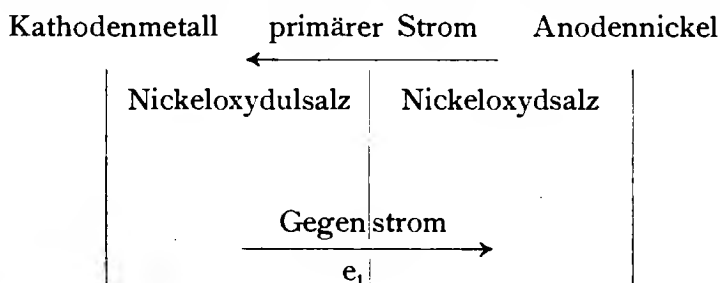 Kathodenmetall primärer Strom Anodennickel
Nickeloxydulsalz Nickeloxydsalz
Gegenstrom
e₁